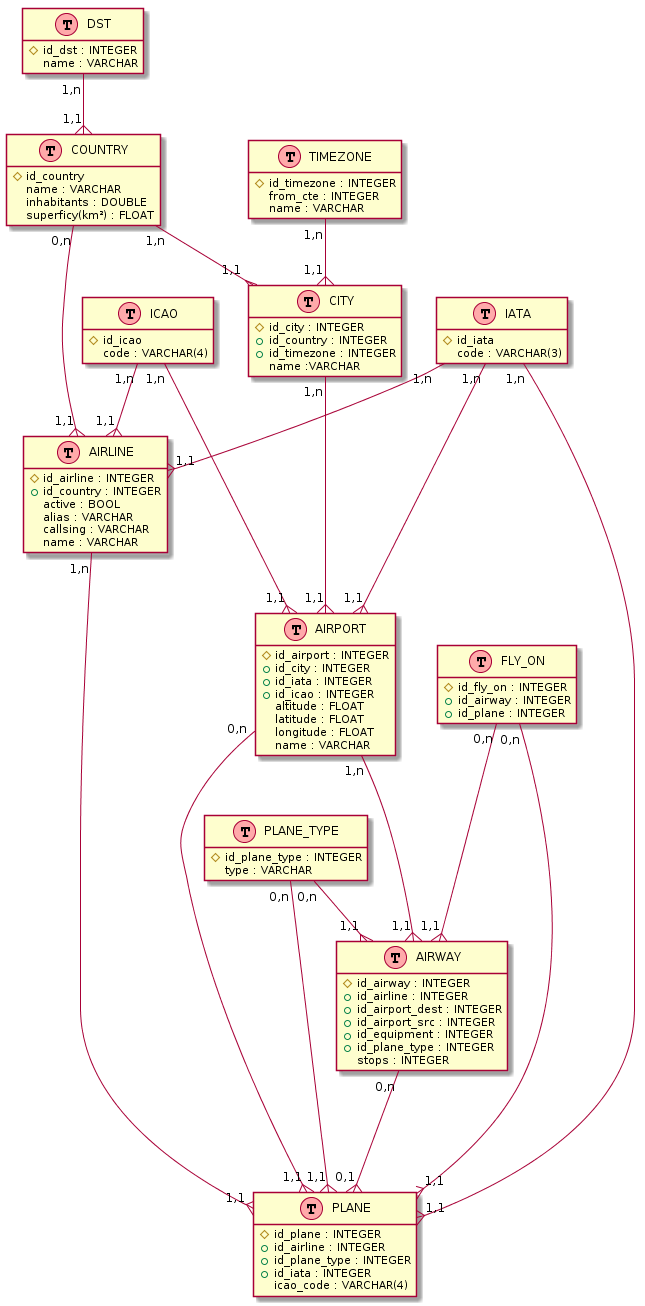 T DST
id_dst : INTEGER
name : VARCHAR
1,n
1,1
T COUNTRY
id_country
name : VARCHAR
inhabitants : DOUBLE
superficy(km²) : FLOAT
T TIMEZONE
id_timezone : INTEGER
from_cte : INTEGER
name : VARCHAR
0,n
1,n
1,n
1,1
1,1
T ICAO
id_icao
code : VARCHAR(4)
T CITY
id_city : INTEGER
id_country : INTEGER
id_timezone : INTEGER
name :VARCHAR
T IATA
id_iata
code : VARCHAR(3)
1,n
1,n
1,n
1,n
1,n
1,n
1,1
1,1
1,1
T AIRLINE
id_airline : INTEGER
id_country : INTEGER
active : BOOL
alias : VARCHAR
callsing : VARCHAR
name : VARCHAR
1,n
1,1
1,1
1,1
T AIRPORT
id_airport : INTEGER
id_city : INTEGER
id_iata : INTEGER
id_icao : INTEGER
altitude : FLOAT
latitude : FLOAT
longitude : FLOAT
name : VARCHAR
T FLY_ON
id_fly_on : INTEGER
id_airway : INTEGER
id_plane : INTEGER
0,n
1,n
0,n
0,n
T PLANE_TYPE
id_plane_type : INTEGER
type : VARCHAR
0,n
0,n
1,1
1,1
1,1
T AIRWAY
id_airway : INTEGER
id_airline : INTEGER
id_airport_dest : INTEGER
id_airport_src : INTEGER
id_equipment : INTEGER
id_plane_type : INTEGER
stops : INTEGER
0,n
1,1
1,1
1,1
0,1
1,1
1,1
T PLANE
id_plane : INTEGER
id_airline : INTEGER
id_plane_type : INTEGER
id_iata : INTEGER
icao_code : VARCHAR(4)